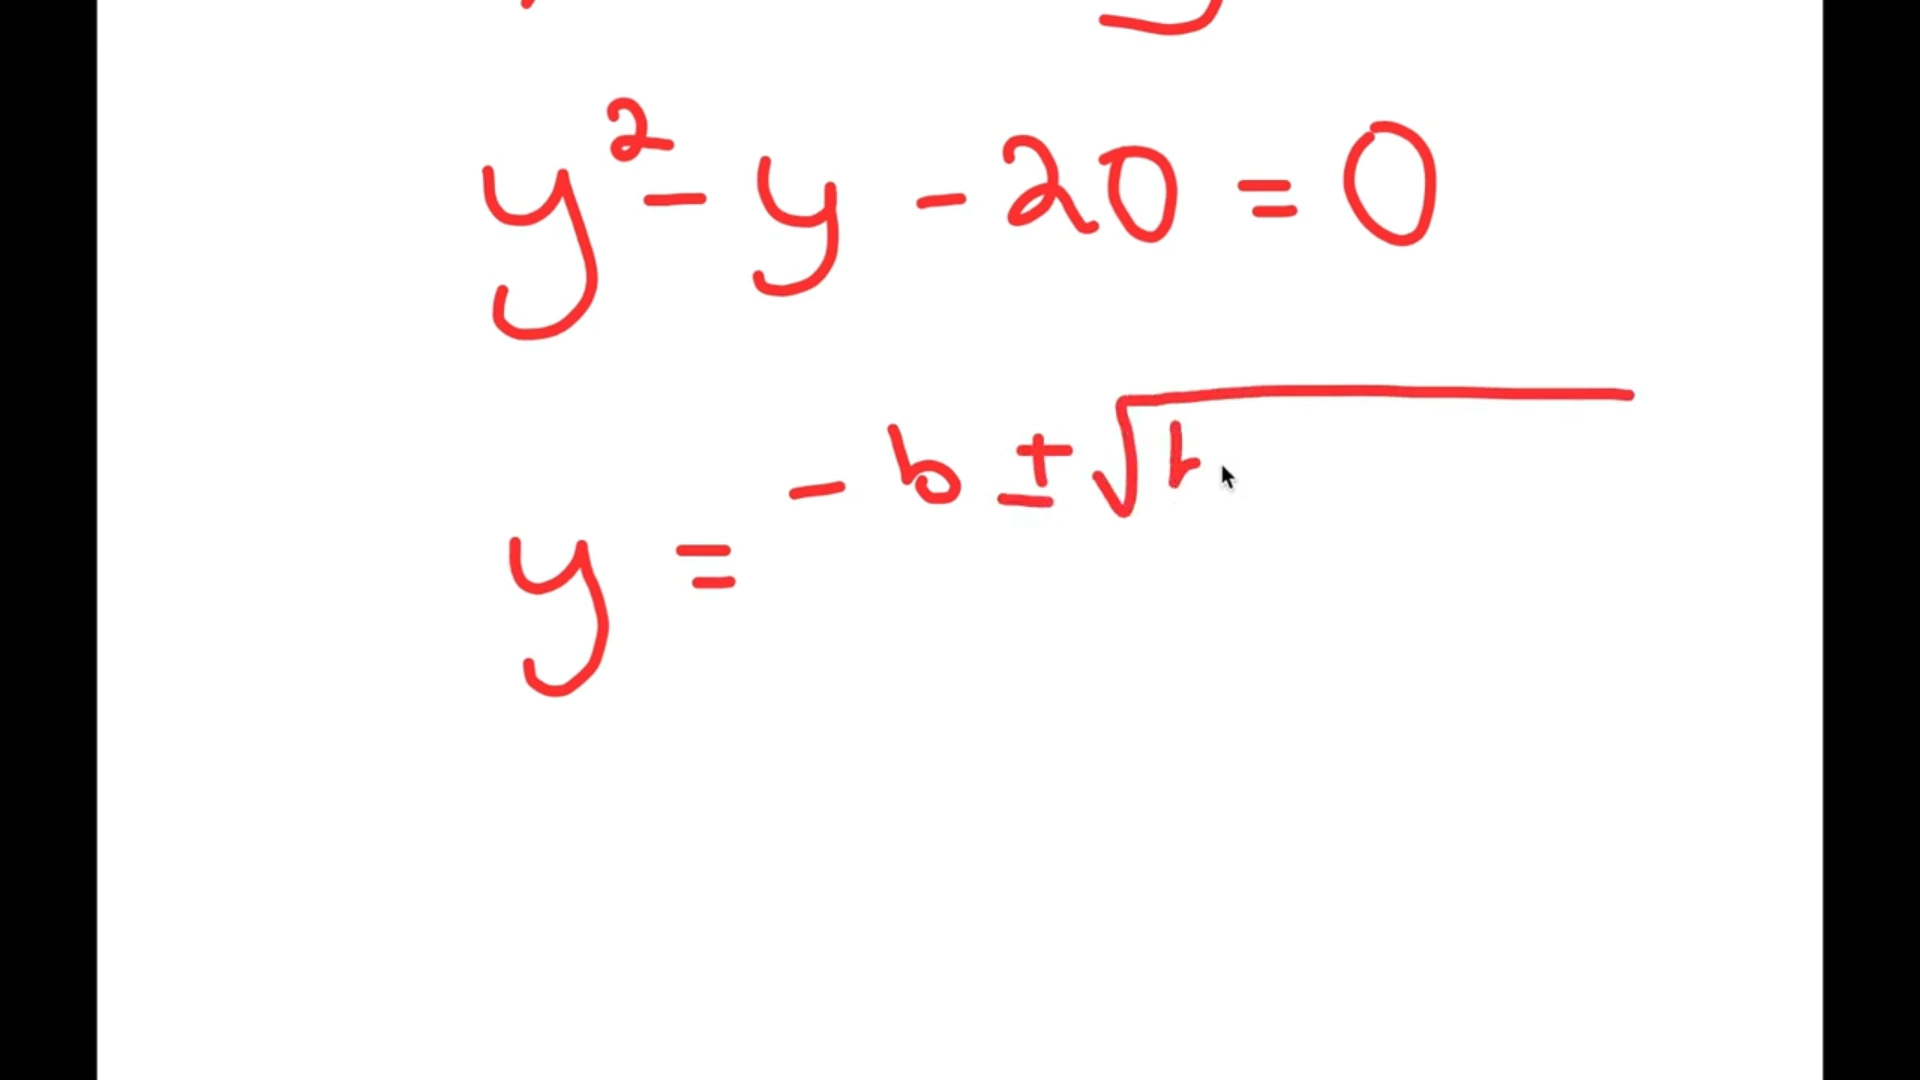 y² - y - 20 = 0
y = - b ± √